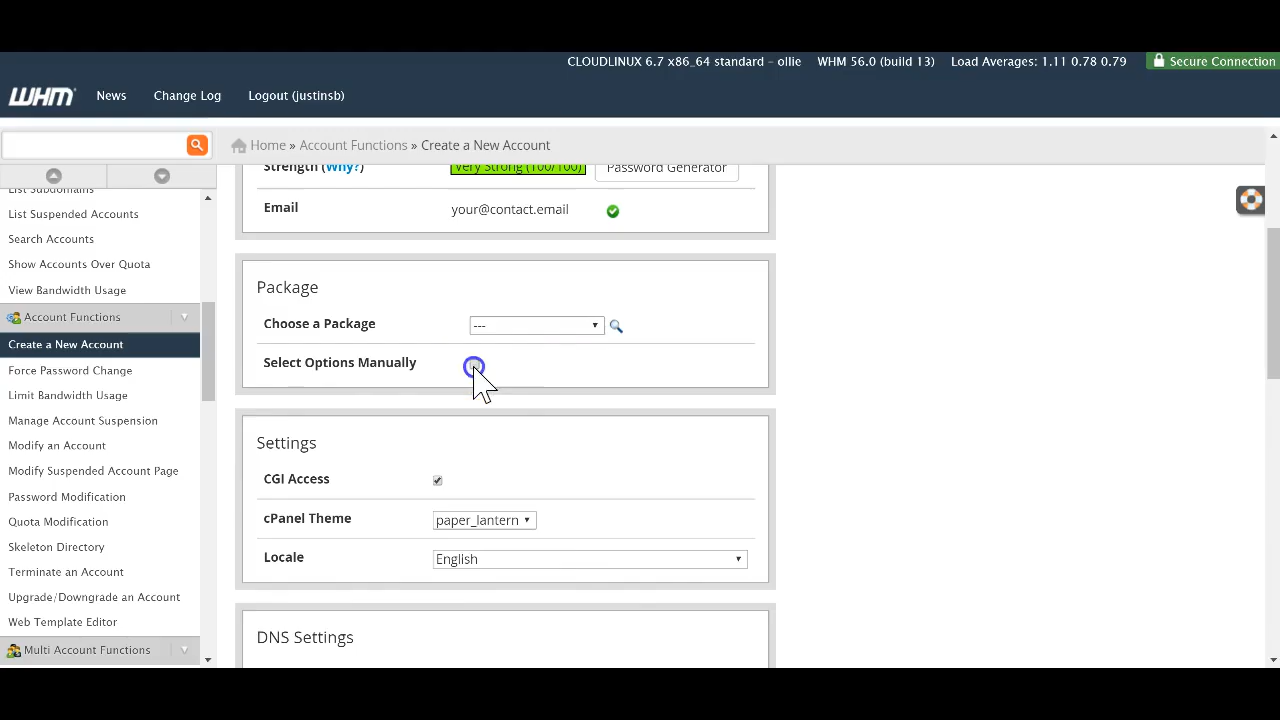 CLOUDLINUX 6.7 x86_64 standard – ollie WHM 56.0 (build 13) Load Averages: 1.11 0.78 0.79 Secure Connection
WHM News Change Log Logout (justinsb)
Home » Account Functions » Create a New Account
List Subdomains
List Suspended Accounts
Search Accounts
Show Accounts Over Quota
View Bandwidth Usage
Account Functions
Create a New Account
Force Password Change
Limit Bandwidth Usage
Manage Account Suspension
Modify an Account
Modify Suspended Account Page
Password Modification
Quota Modification
Skeleton Directory
Terminate an Account
Upgrade/Downgrade an Account
Web Template Editor
Multi Account Functions
Strength (Why?) Very Strong (100/100) Password Generator
Email your@contact.email
Package
Choose a Package ---
Select Options Manually
Settings
CGI Access
cPanel Theme paper_lantern
Locale English
DNS Settings